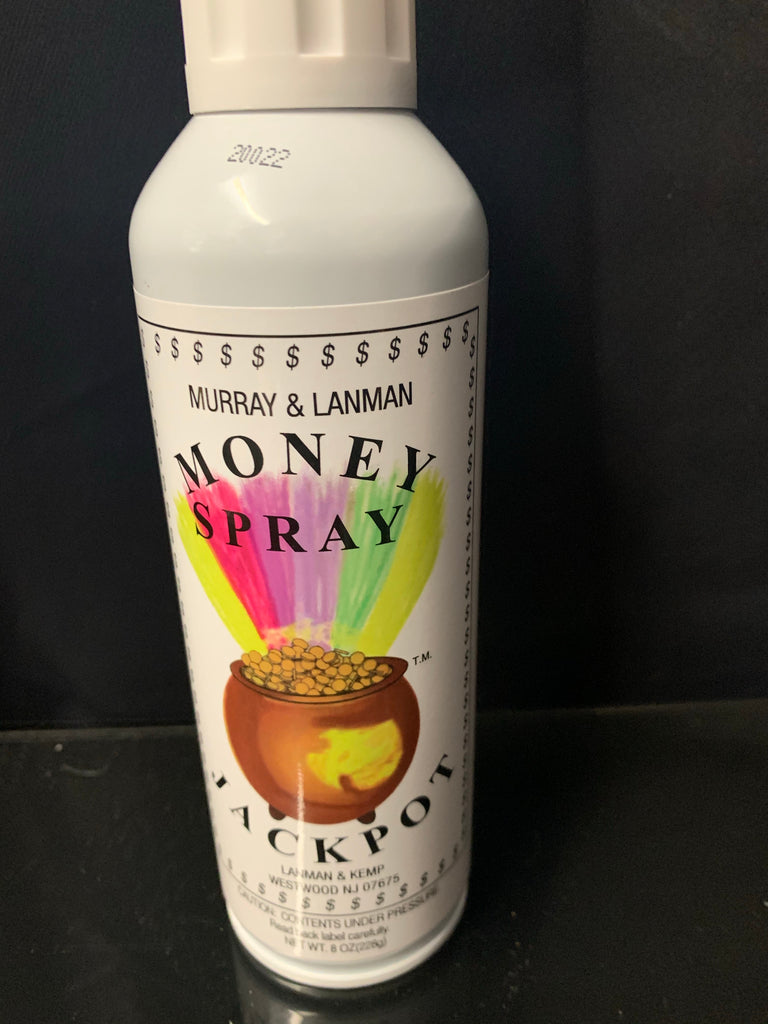 20022
$ $ $ $ $ $ $ $ $ $ $
MURRAY & LANMAN
MONEY
SPRAY
T.M.
JACKPOT
LANMAN & KEMP
WESTWOOD NJ 07675
$ $ $ $ $ $ $ $ $ $ $
CAUTION: CONTENTS UNDER PRESSURE
Read back label carefully.
NET WT. 8 OZ(226g)